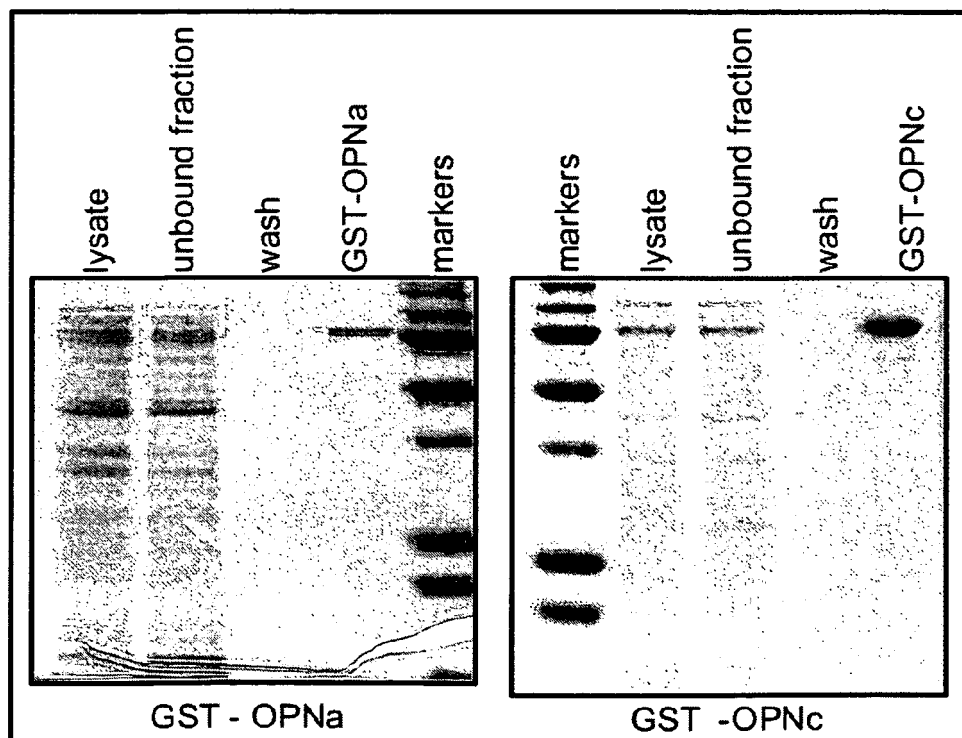 lysate
unbound fraction
wash
GST-OPNa
markers
markers
lysate
unbound fraction
wash
GST-OPNc
GST - OPNa
GST -OPNc